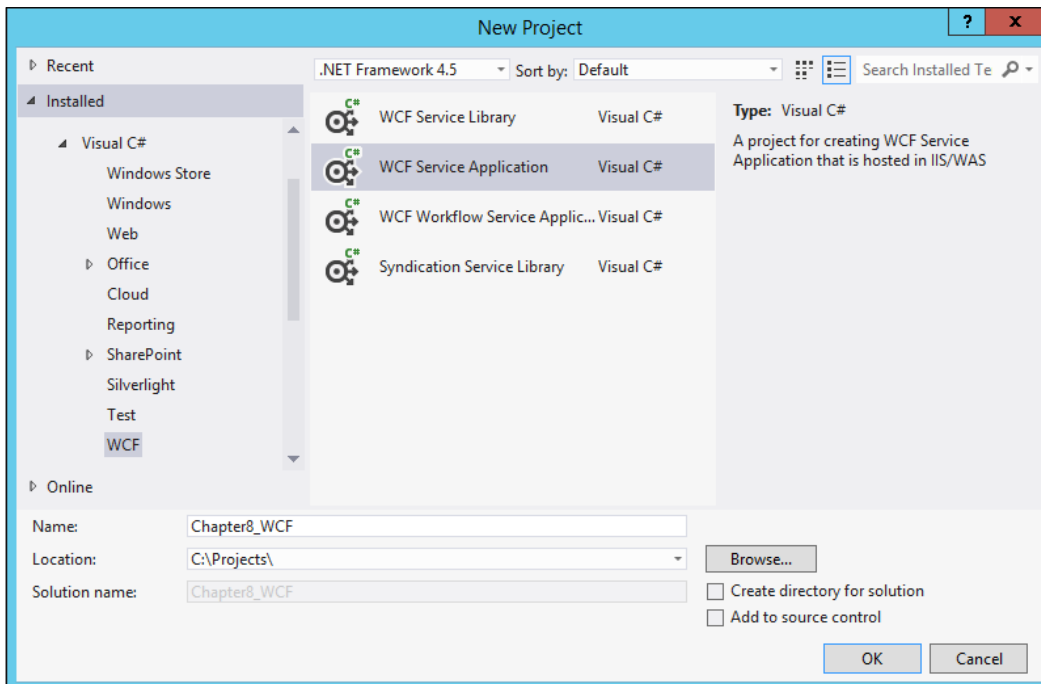 New Project
? x
Recent
.NET Framework 4.5 Sort by: Default Search Installed Te
Installed
Visual C#
Windows Store
Windows
Web
Office
Cloud
Reporting
SharePoint
Silverlight
Test
WCF
Online
C# WCF Service Library Visual C#
C# WCF Service Application Visual C#
C# WCF Workflow Service Applic... Visual C#
C# Syndication Service Library Visual C#
Type: Visual C#
A project for creating WCF Service
Application that is hosted in IIS/WAS
Name: Chapter8_WCF
Location: C:\Projects\ Browse...
Solution name: Chapter8_WCF
Create directory for solution
Add to source control
OK Cancel